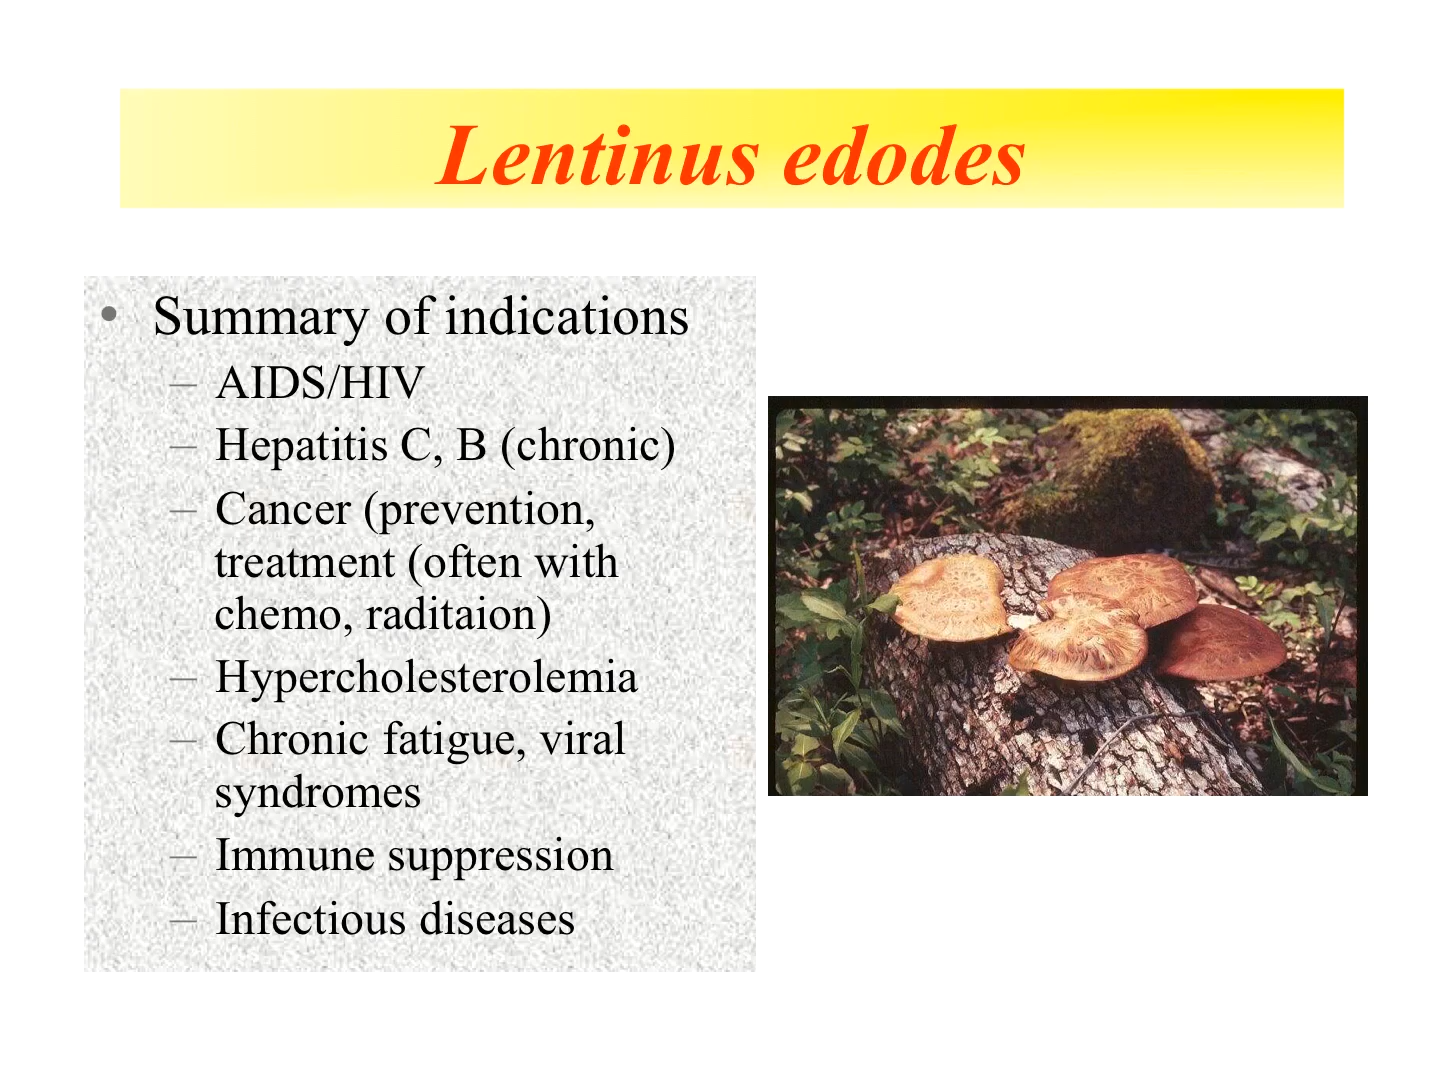 Lentinus edodes
• Summary of indications
– AIDS/HIV
– Hepatitis C, B (chronic)
– Cancer (prevention,
treatment (often with
chemo, raditaion)
– Hypercholesterolemia
– Chronic fatigue, viral
syndromes
– Immune suppression
– Infectious diseases